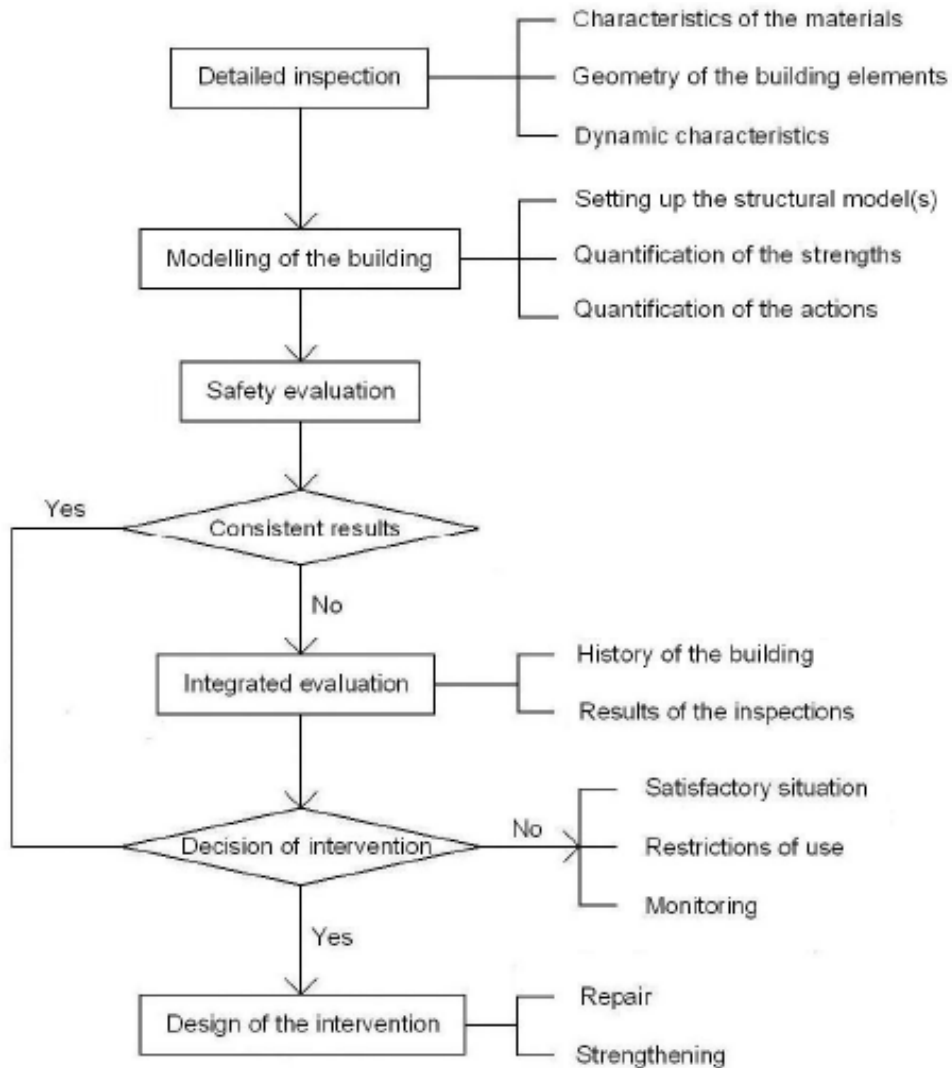 Characteristics of the materials
Detailed inspection
Geometry of the building elements
Dynamic characteristics
Setting up the structural model(s)
Modelling of the building
Quantification of the strengths
Quantification of the actions
Safety evaluation
Yes
Consistent results
No
History of the building
Integrated evaluation
Results of the inspections
Satisfactory situation
No
Decision of intervention
Restrictions of use
Monitoring
Yes
Repair
Design of the intervention
Strengthening